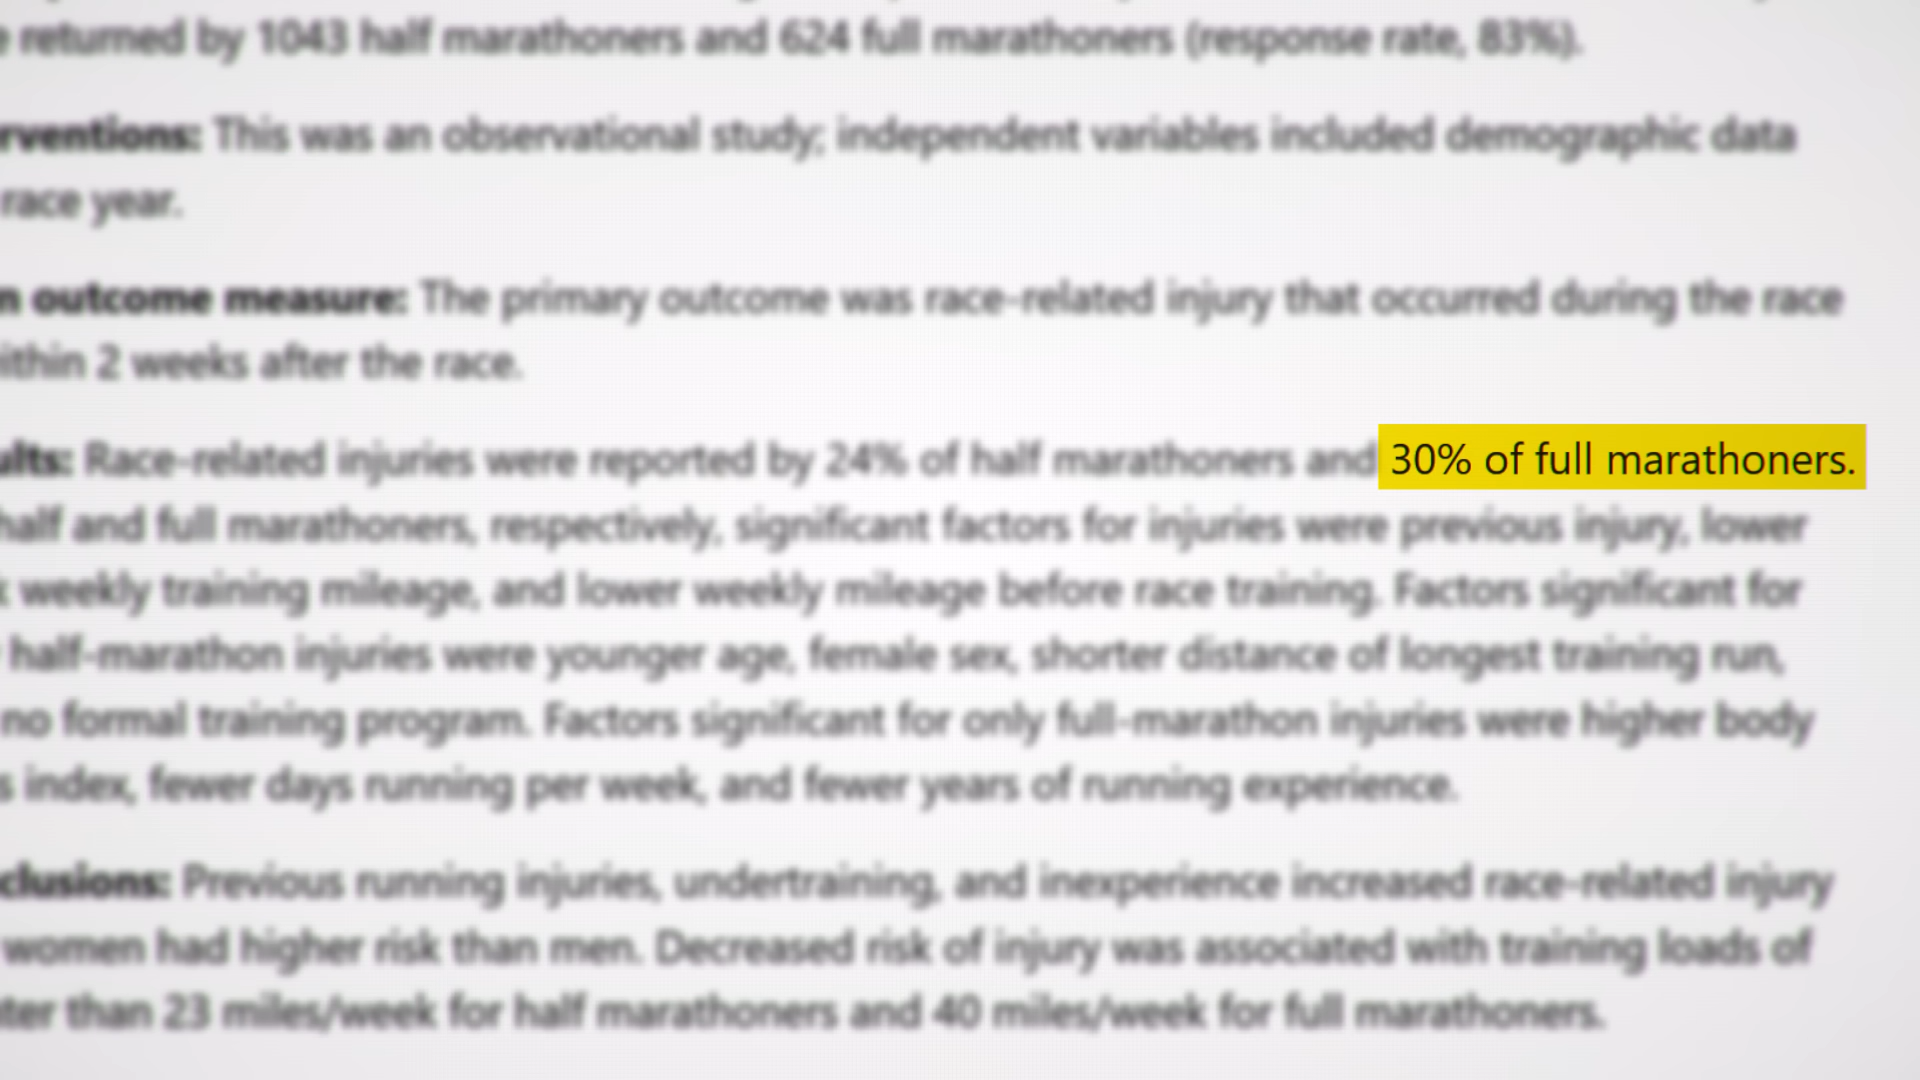 returned by 1043 half marathoners and 624 full marathoners (response rate, 83%).
rventions: This was an observational study; independent variables included demographic data
race year.
n outcome measure: The primary outcome was race-related injury that occurred during the race
ithin 2 weeks after the race.
ults: Race-related injuries were reported by 24% of half marathoners and 30% of full marathoners.
half and full marathoners, respectively, significant factors for injuries were previous injury, lower
k weekly training mileage, and lower weekly mileage before race training. Factors significant for
half-marathon injuries were younger age, female sex, shorter distance of longest training run,
no formal training program. Factors significant for only full-marathon injuries were higher body
s index, fewer days running per week, and fewer years of running experience.
clusions: Previous running injuries, undertraining, and inexperience increased race-related injury
women had higher risk than men. Decreased risk of injury was associated with training loads of
ter than 23 miles/week for half marathoners and 40 miles/week for full marathoners.